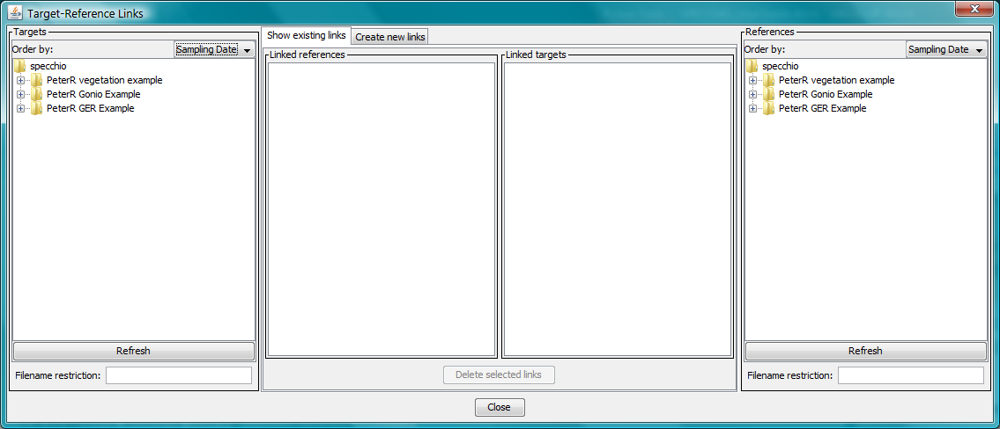 Target-Reference Links
Targets
Order by: Sampling Date
specchio
PeterR vegetation example
PeterR Gonio Example
PeterR GER Example
Refresh
Filename restriction:
Show existing links Create new links
Linked references
Linked targets
Delete selected links
References
Order by: Sampling Date
specchio
PeterR vegetation example
PeterR Gonio Example
PeterR GER Example
Refresh
Filename restriction:
Close